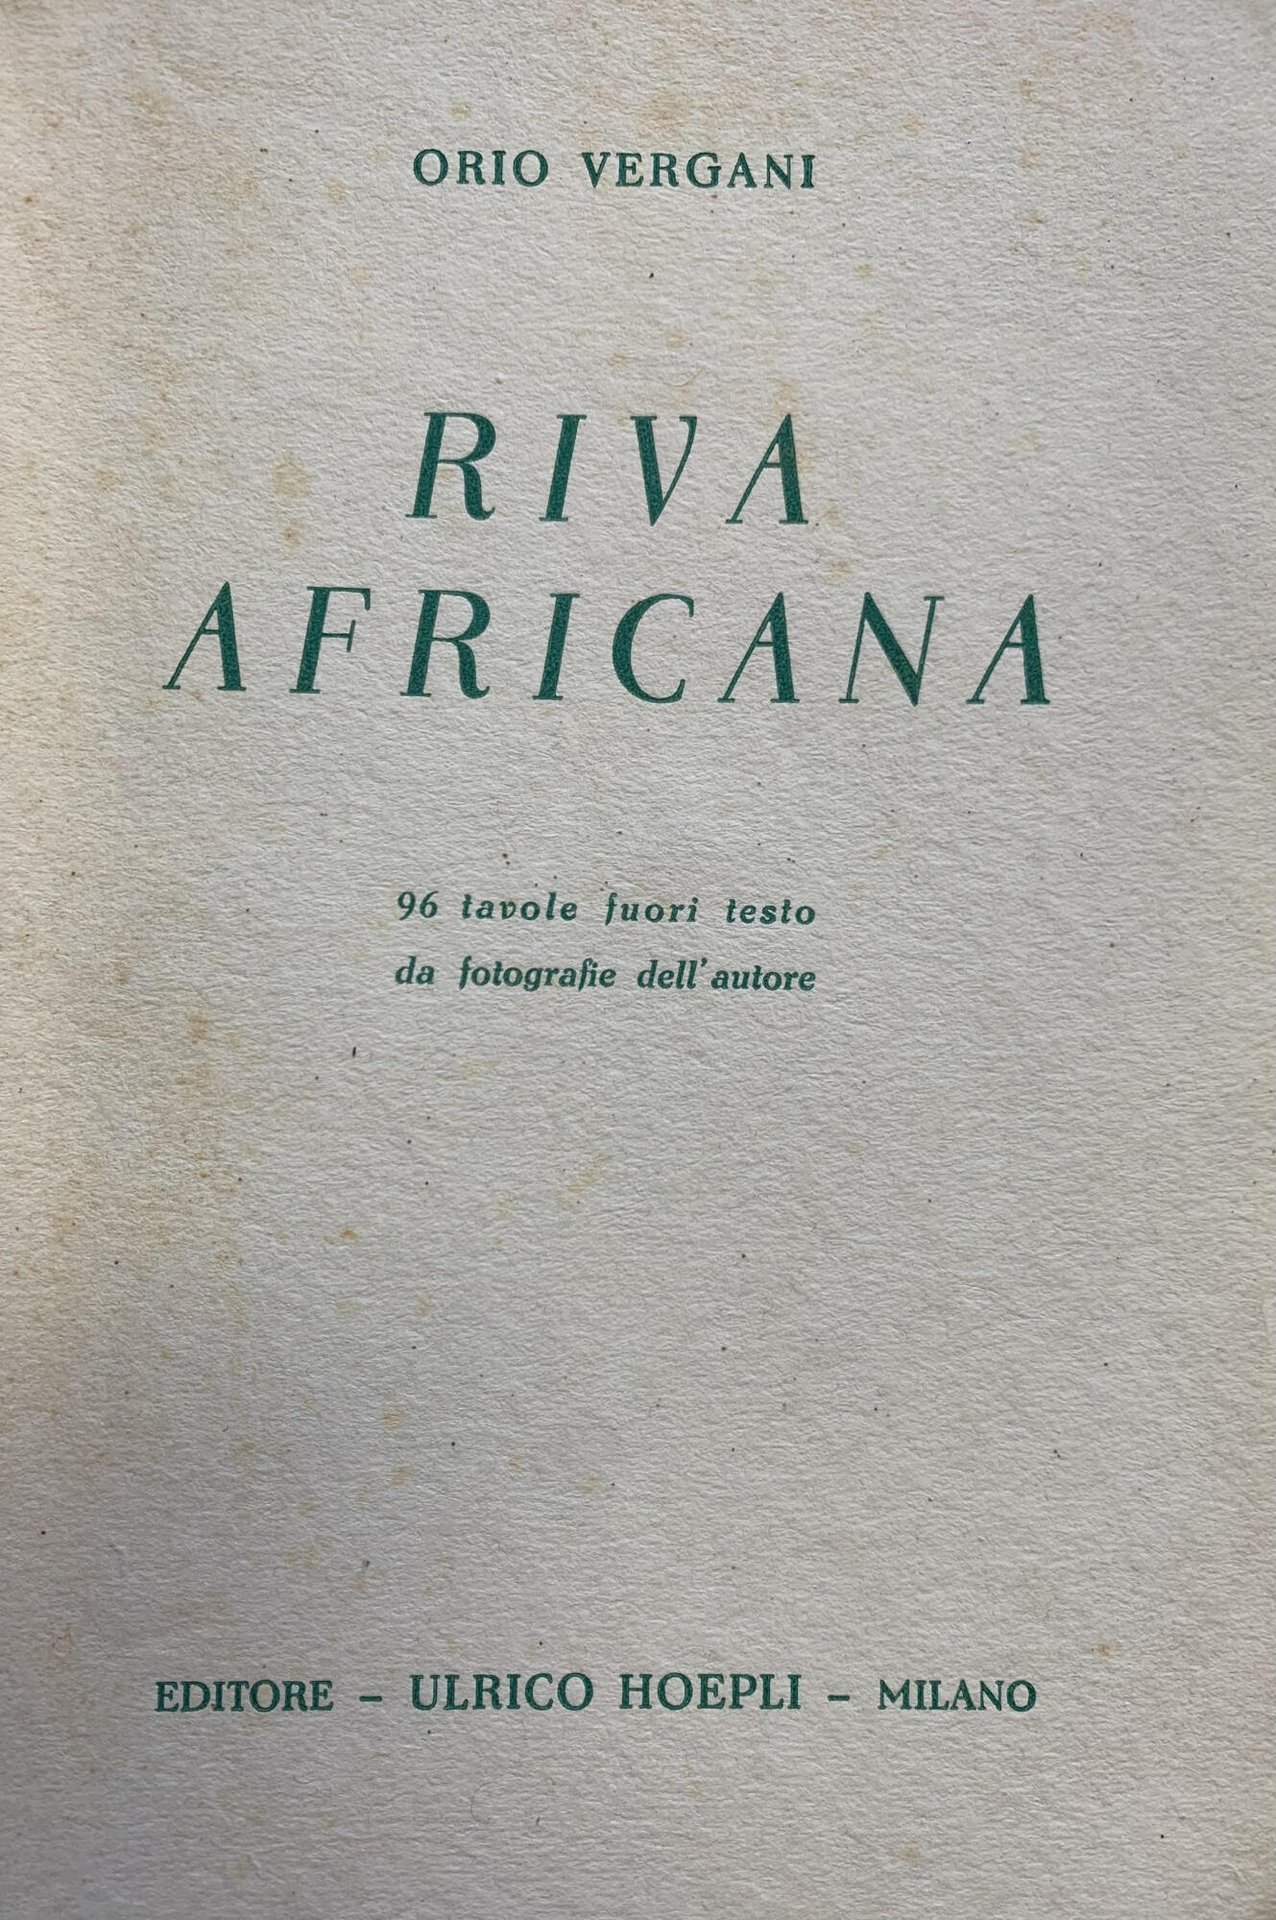 ORIO VERGANI
RIVA
AFRICANA
96 tavole fuori testo
da fotografie dell'autore
EDITORE – ULRICO HOEPLI – MILANO